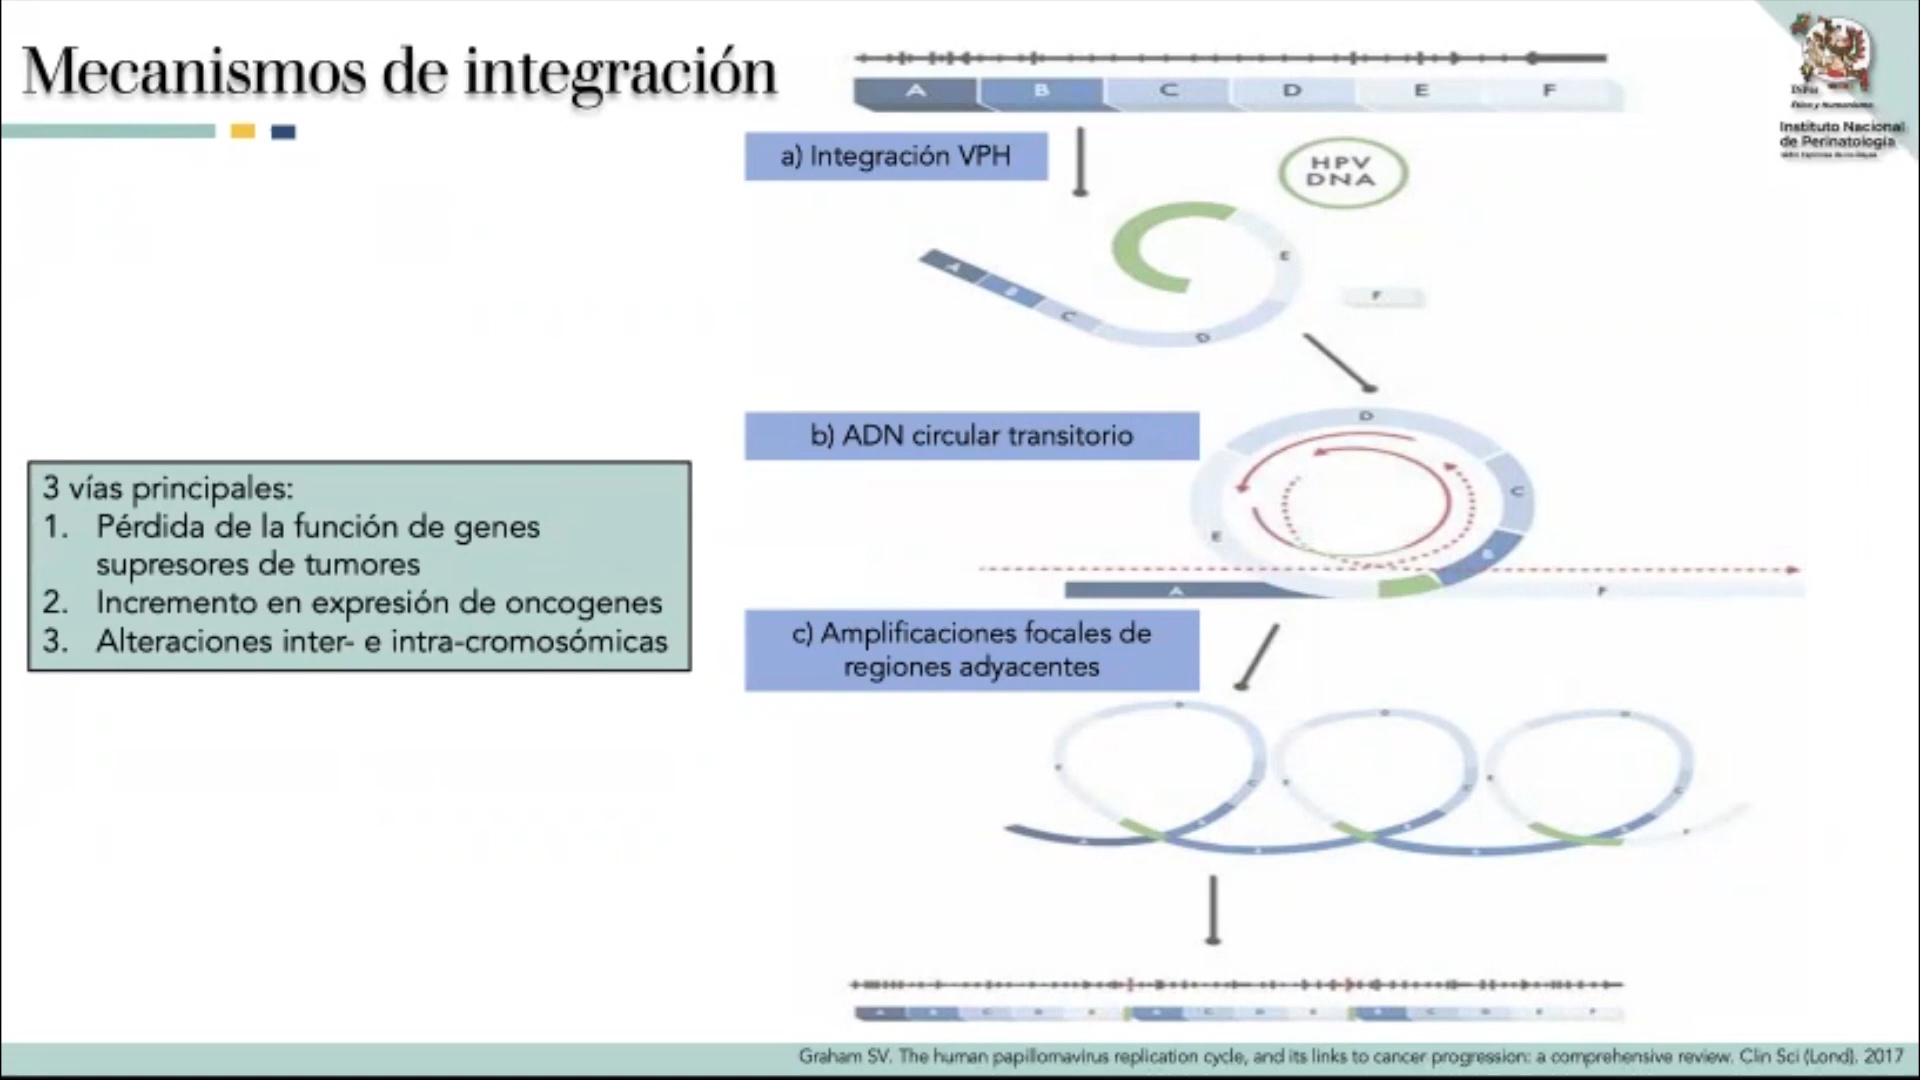 Mecanismos de integración
A B C D E F
Instituto Nacional
de Perinatología
a) Integración VPH
HPV
DNA
A B C D E
F
b) ADN circular transitorio
D
C
B
E
A
F
3 vías principales:
1. Pérdida de la función de genes
supresores de tumores
2. Incremento en expresión de oncogenes
3. Alteraciones inter- e intra-cromosómicas
c) Amplificaciones focales de
regiones adyacentes
Graham SV. The human papillomavirus replication cycle, and its links to cancer progression: a comprehensive review. Clin Sci (Lond). 2017